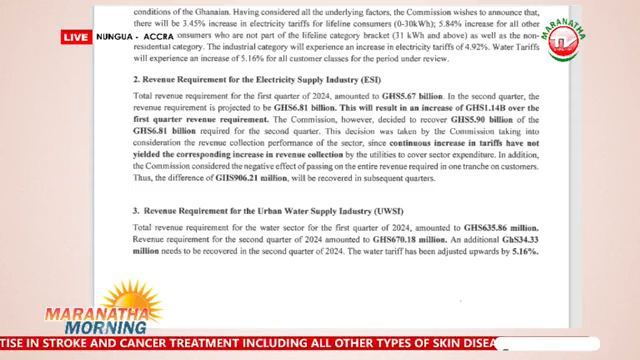 conditions of the Ghanaian. Having considered all the underlying factors, the Commission wishes to announce that,
there will be 3.45% increase in electricity tariffs for lifeline consumers (0-30kWh); 5.84% increase for all other
consumers who are not part of the lifeline category bracket (31 kWh and above) as well as the non-
residential category. The industrial category will experience an increase in electricity tariffs of 4.92%. Water Tariffs
will experience an increase of 5.16% for all customer classes for the period under review.
LIVE
NUNGUA - ACCRA
MARANATHA
TV
2. Revenue Requirement for the Electricity Supply Industry (ESI)
Total revenue requirement for the first quarter of 2024, amounted to GHS5.67 billion. In the second quarter, the
revenue requirement is projected to be GHS6.81 billion. This will result in an increase of GHS1.14B over the
first quarter revenue requirement. The Commission, however, decided to recover GHS5.90 billion of the
GHS6.81 billion required for the second quarter. This decision was taken by the Commission taking into
consideration the revenue collection performance of the sector, since continuous increase in tariffs have not
yielded the corresponding increase in revenue collection by the utilities to cover sector expenditure. In addition,
the Commission considered the negative effect of passing on the entire revenue required in one tranche on customers.
Thus, the difference of GHS906.21 million, will be recovered in subsequent quarters.
3. Revenue Requirement for the Urban Water Supply Industry (UWSI)
Total revenue requirement for the water sector for the first quarter of 2024, amounted to GHS635.86 million.
Revenue requirement for the second quarter of 2024 amounted to GHS670.18 million. An additional GhS34.33
million needs to be recovered in the second quarter of 2024. The water tariff has been adjusted upwards by 5.16%.
MARANATHA
MORNING
TISE IN STROKE AND CANCER TREATMENT INCLUDING ALL OTHER TYPES OF SKIN DISEA